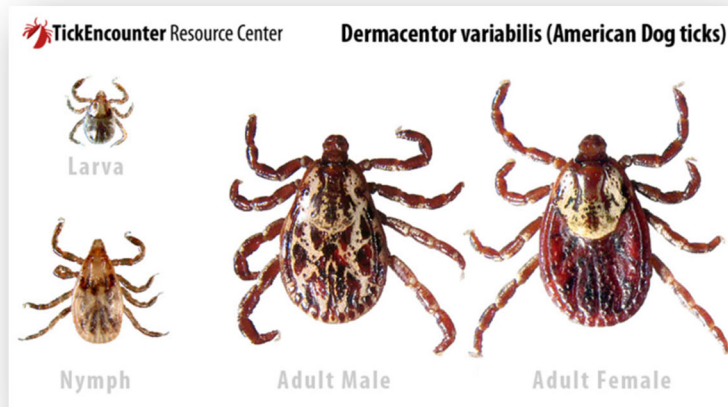 TickEncounter Resource Center
Dermacentor variabilis (American Dog ticks)
Larva
Nymph
Adult Male
Adult Female